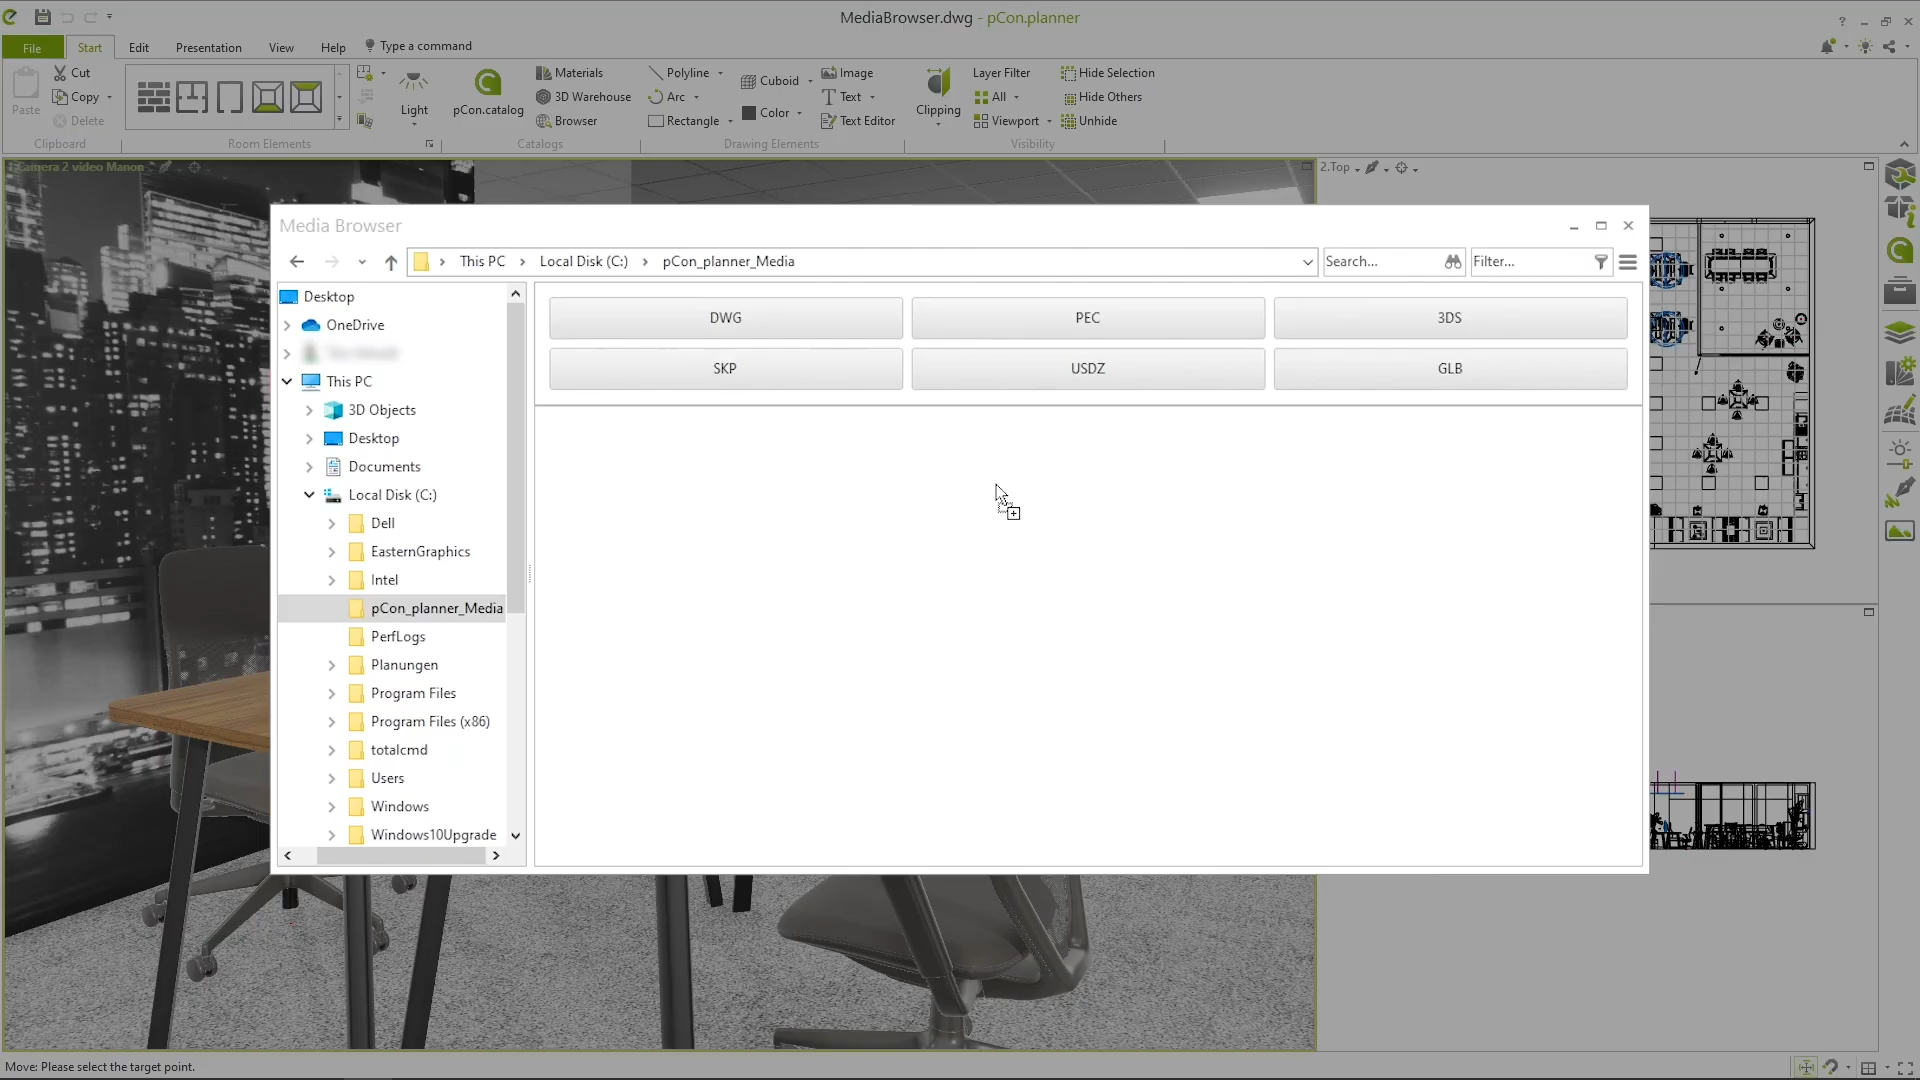 MediaBrowser.dwg - pCon.planner
?
File Start Edit Presentation View Help Type a command
Paste
Cut
Copy
Delete
Clipboard
Room Elements
Light
pCon.catalog
Materials
3D Warehouse
Browser
Catalogs
Polyline
Arc
Rectangle
Cuboid
Color
Image
Text
Text Editor
Drawing Elements
Clipping
Layer Filter
All
Viewport
Hide Selection
Hide Others
Unhide
Visibility
Camera 2 video Manon
2.Top
Media Browser
This PC > Local Disk (C:) > pCon_planner_Media
Search...
Filter...
Desktop
OneDrive
This PC
3D Objects
Desktop
Documents
Local Disk (C:)
Dell
EasternGraphics
Intel
pCon_planner_Media
PerfLogs
Planungen
Program Files
Program Files (x86)
totalcmd
Users
Windows
Windows10Upgrade
DWG PEC 3DS
SKP USDZ GLB
Move: Please select the target point.